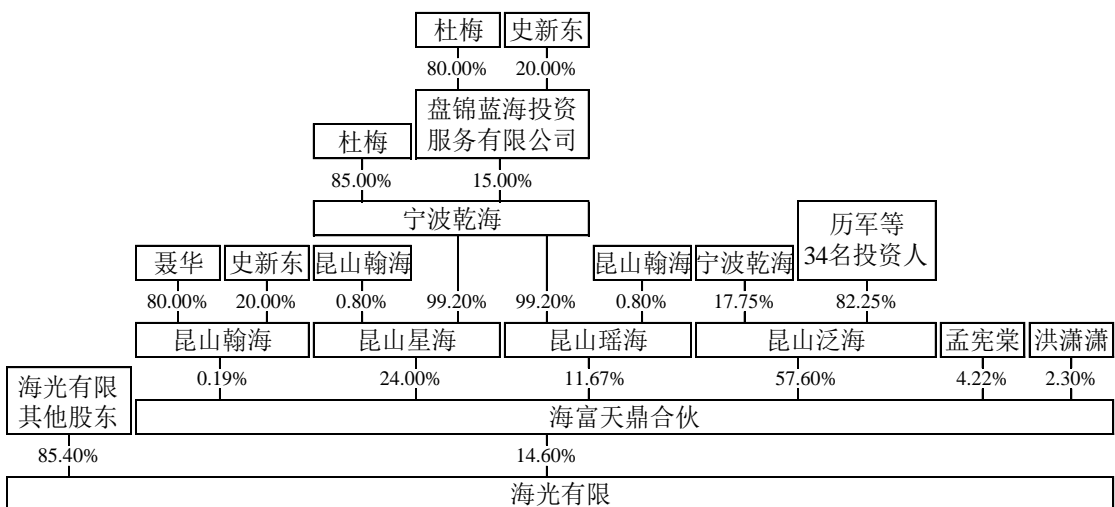 杜梅
史新东
80.00%
20.00%
盘锦蓝海投资
服务有限公司
杜梅
85.00%
15.00%
宁波乾海
历军等
34名投资人
聂华
史新东
昆山翰海
昆山翰海
宁波乾海
80.00%
20.00%
0.80%
99.20%
99.20%
0.80%
17.75%
82.25%
昆山翰海
昆山星海
昆山瑶海
昆山泛海
孟宪棠
洪潇潇
海光有限
其他股东
0.19%
24.00%
11.67%
57.60%
4.22%
2.30%
海富天鼎合伙
85.40%
14.60%
海光有限